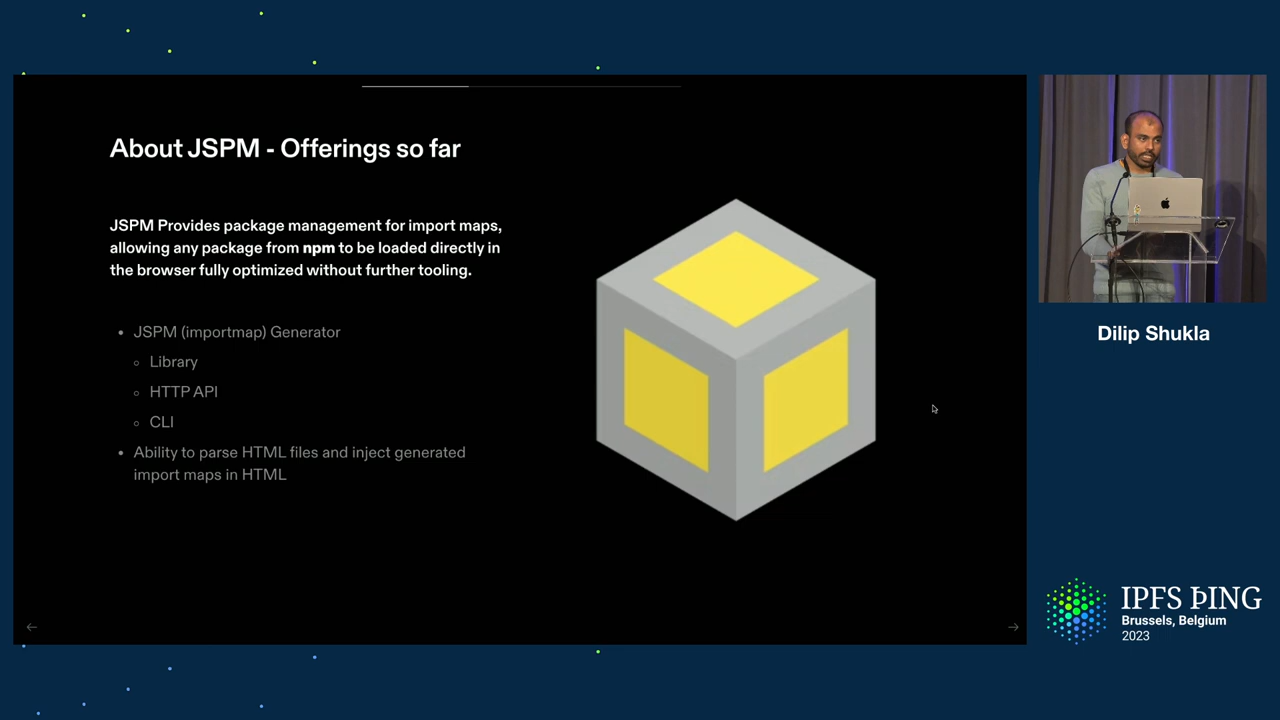 About JSPM - Offerings so far
JSPM Provides package management for import maps,
allowing any package from npm to be loaded directly in
the browser fully optimized without further tooling.
• JSPM (importmap) Generator
◦ Library
◦ HTTP API
◦ CLI
• Ability to parse HTML files and inject generated
import maps in HTML
Dilip Shukla
IPFS ÞING
Brussels, Belgium
2023